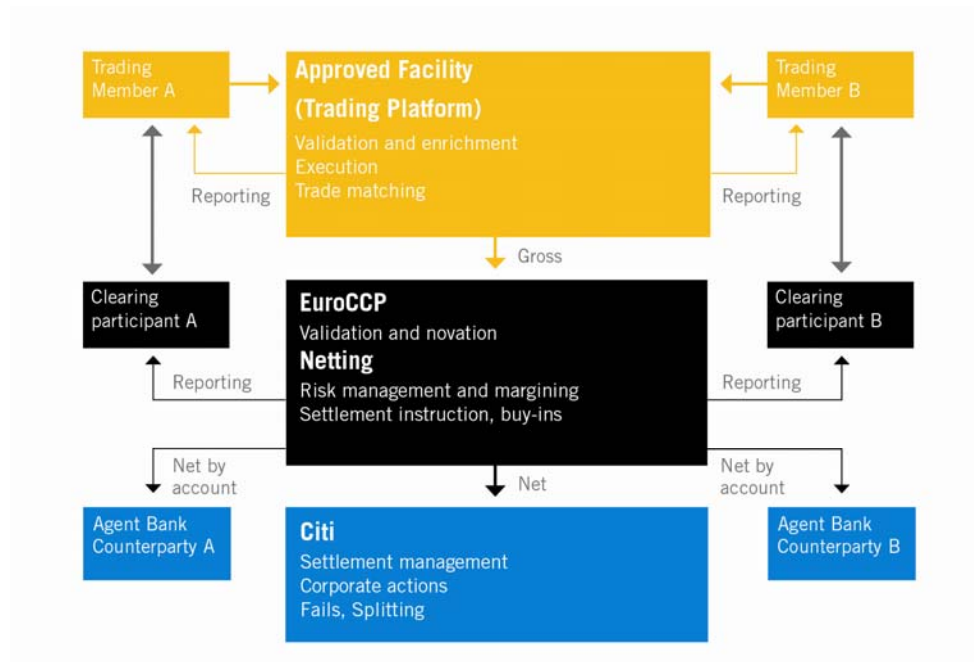 Trading
Member A
Approved Facility
(Trading Platform)
Validation and enrichment
Execution
Trade matching
Trading
Member B
Reporting
Reporting
Gross
Clearing
participant A
EuroCCP
Validation and novation
Netting
Risk management and margining
Settlement instruction, buy-ins
Clearing
participant B
Reporting
Reporting
Net by
account
Net
Net by
account
Agent Bank
Counterparty A
Citi
Settlement management
Corporate actions
Fails, Splitting
Agent Bank
Counterparty B